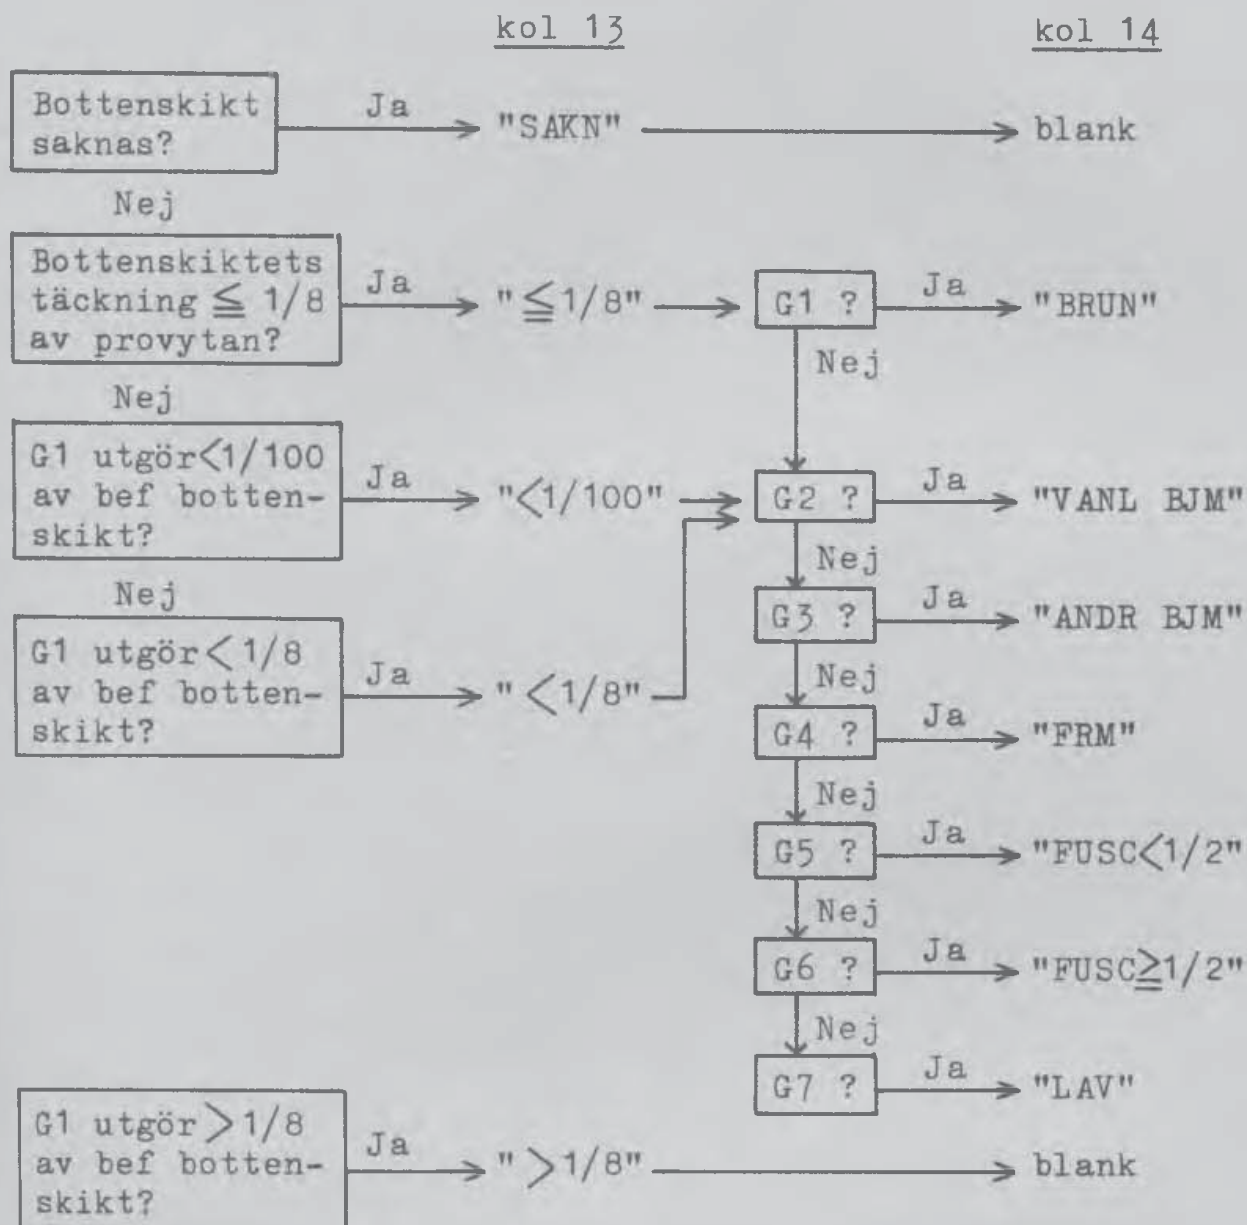 kol 13 kol 14
Bottenskikt
saknas?
Ja
"SAKN"
blank
Nej
Bottenskiktets
täckning ≦ 1/8
av provytan?
Ja
"≦1/8"
G1 ?
Ja
"BRUN"
Nej
Nej
G1 utgör<1/100
av bef botten-
skikt?
Ja
"<1/100"
G2 ?
Ja
"VANL BJM"
Nej
Nej
G3 ?
Ja
"ANDR BJM"
G1 utgör<1/8
av bef botten-
skikt?
Ja
"<1/8"
Nej
G4 ?
Ja
"FRM"
Nej
G5 ?
Ja
"FUSC<1/2"
Nej
G6 ?
Ja
"FUSC≧1/2"
Nej
G7 ?
Ja
"LAV"
G1 utgör>1/8
av bef botten-
skikt?
Ja
">1/8"
blank